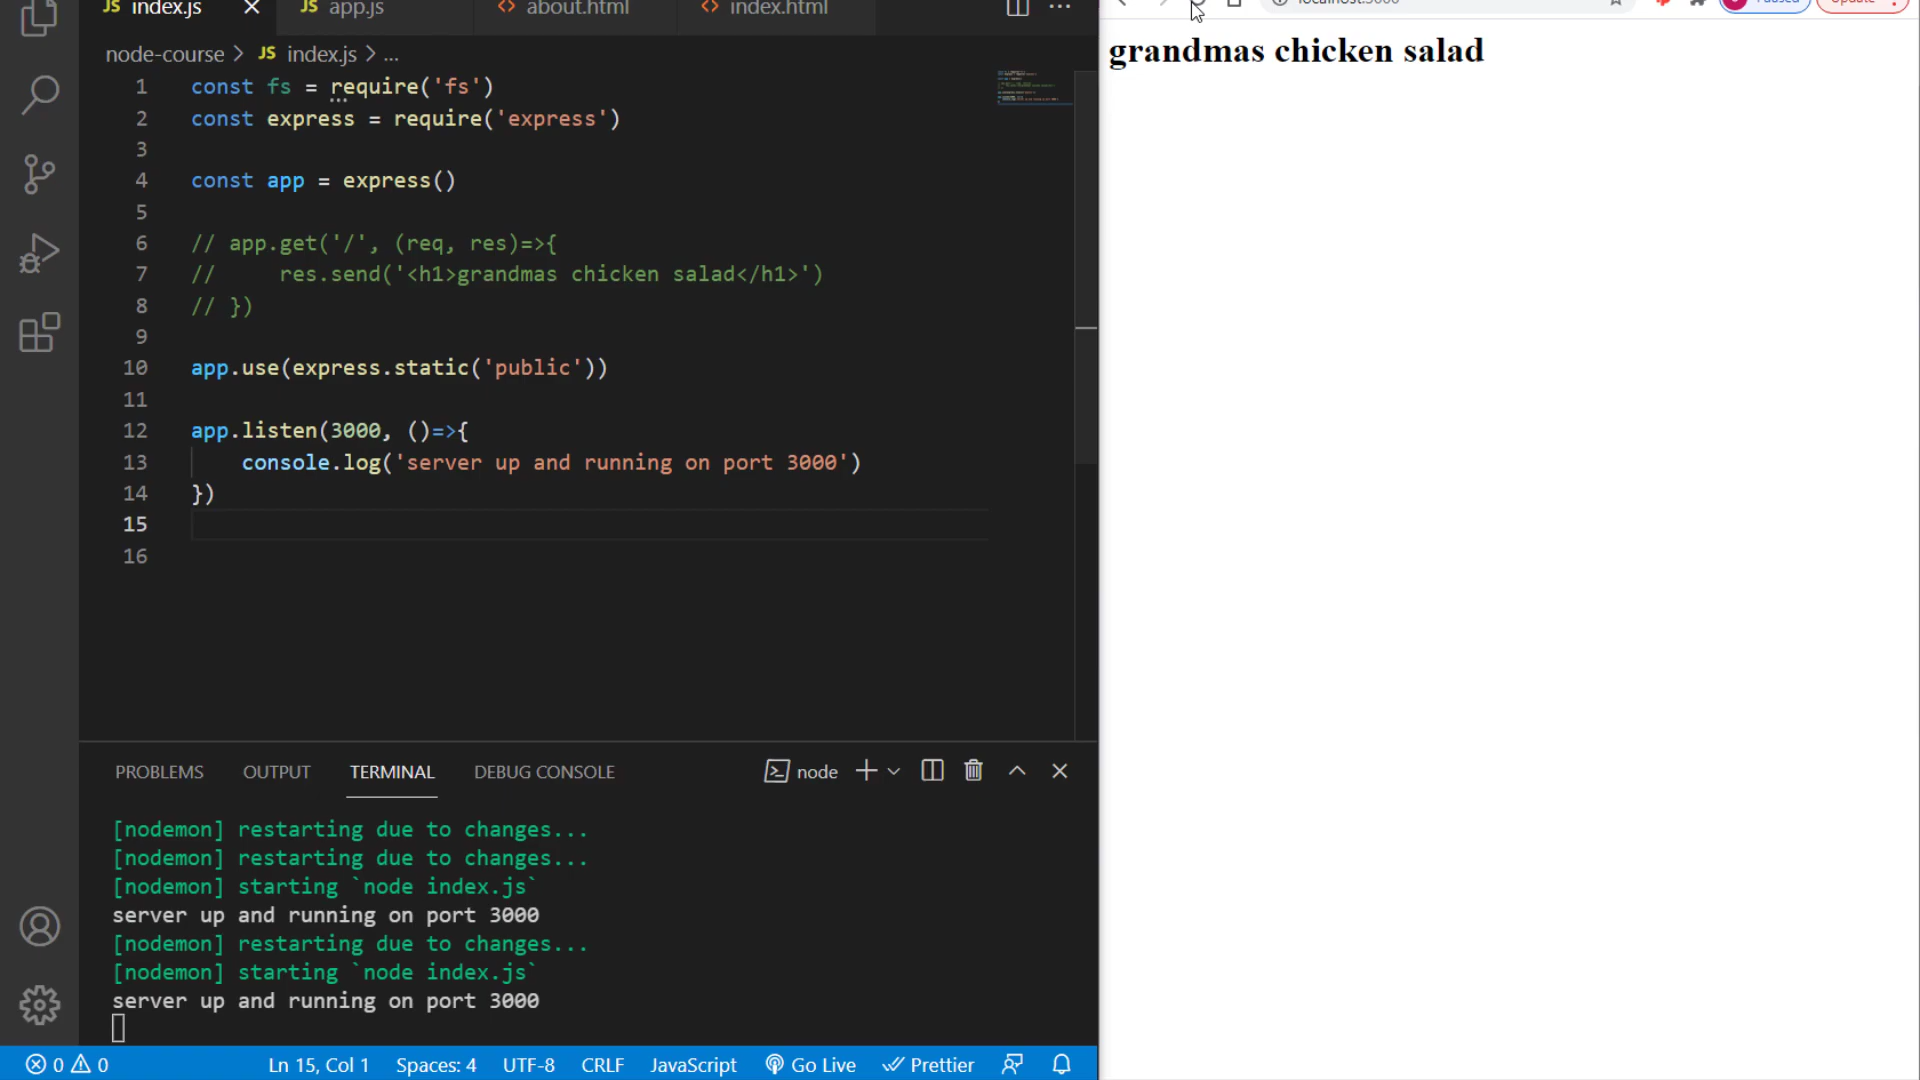 JS index.js JS app.js <> about.html <> index.html ...
node-course > JS index.js > ...
1 const fs = require('fs')
2 const express = require('express')
3
4 const app = express()
5
6 // app.get('/', (req, res)=>{
7 //     res.send('<h1>grandmas chicken salad</h1>')
8 // })
9
10 app.use(express.static('public'))
11
12 app.listen(3000, ()=>{
13     console.log('server up and running on port 3000')
14 })
15
16
PROBLEMS OUTPUT TERMINAL DEBUG CONSOLE node
[nodemon] restarting due to changes...
[nodemon] restarting due to changes...
[nodemon] starting `node index.js`
server up and running on port 3000
[nodemon] restarting due to changes...
[nodemon] starting `node index.js`
server up and running on port 3000
0 0 Ln 15, Col 1 Spaces: 4 UTF-8 CRLF JavaScript Go Live Prettier
localhost:3000 Paused Update
grandmas chicken salad